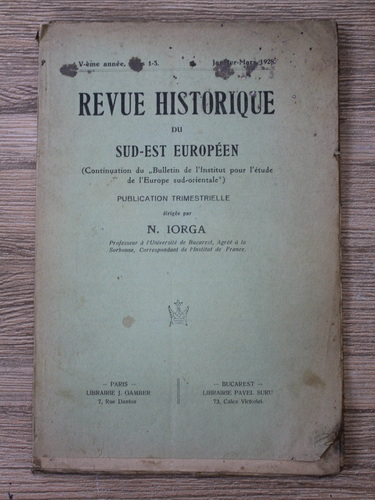 V-ème année, 1-3. Janvier-Mars 1928.
REVUE HISTORIQUE
DU
SUD-EST EUROPÉEN
(Continuation du „Bulletin de l'Institut pour l'étude
de l'Europe sud-orientale")
PUBLICATION TRIMESTRIELLE
dirigée par
N. IORGA
Professeur à l'Université de Bucarest, Agréé à la
Sorbonne, Correspondant de l'Institut de France.
— PARIS —
LIBRAIRIE J. GAMBER
7, Rue Danton
— BUCAREST —
LIBRAIRIE PAVEL SURU
73, Calea Victoriei.